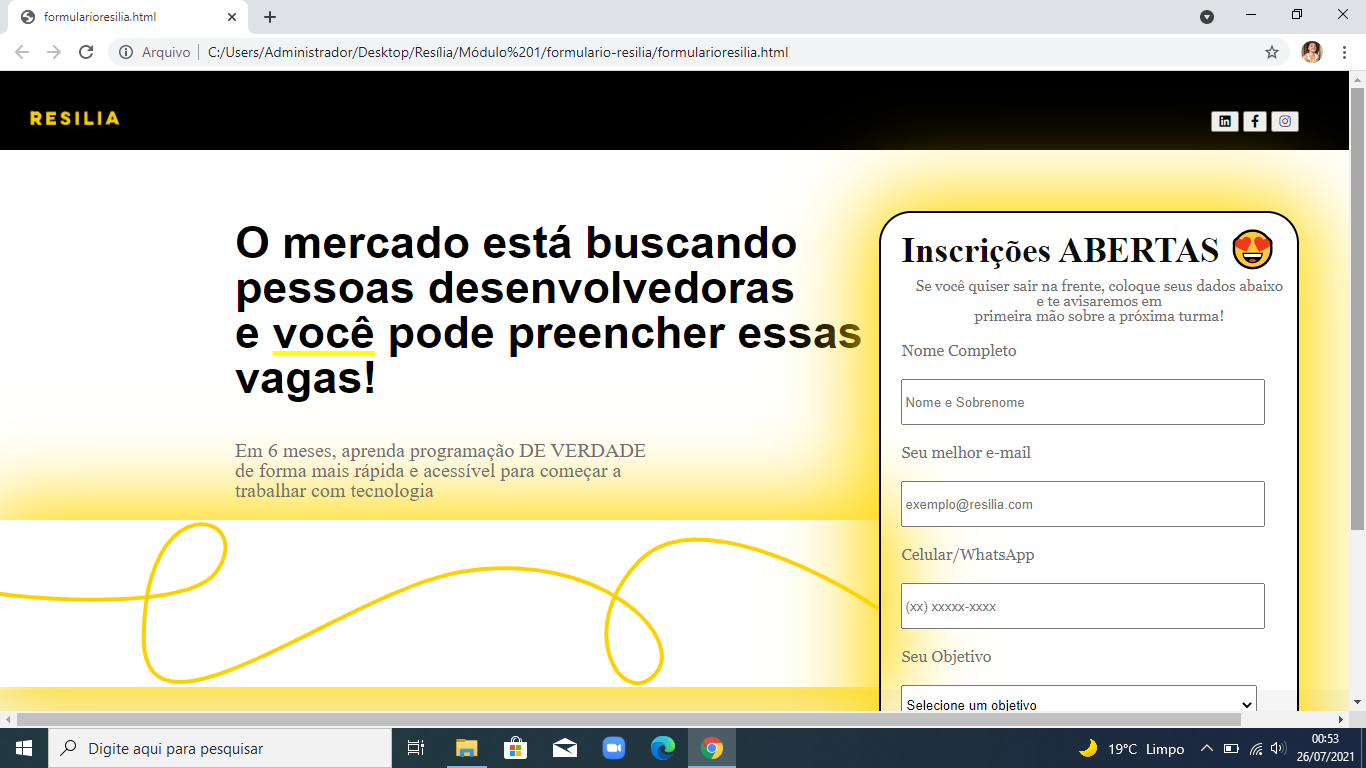 formularioresilia.html
Arquivo
C:/Users/Administrador/Desktop/Resília/Módulo%201/formulario-resilia/formularioresilia.html
RESILIA
O mercado está buscando
pessoas desenvolvedoras
e você pode preencher essas
vagas!
Em 6 meses, aprenda programação DE VERDADE
de forma mais rápida e acessível para começar a
trabalhar com tecnologia
Inscrições ABERTAS
Se você quiser sair na frente, coloque seus dados abaixo
e te avisaremos em
primeira mão sobre a próxima turma!
Nome Completo
Nome e Sobrenome
Seu melhor e-mail
exemplo@resilia.com
Celular/WhatsApp
(xx) xxxxx-xxxx
Seu Objetivo
Selecione um objetivo
Digite aqui para pesquisar
19°C Limpo
00:53
26/07/2021